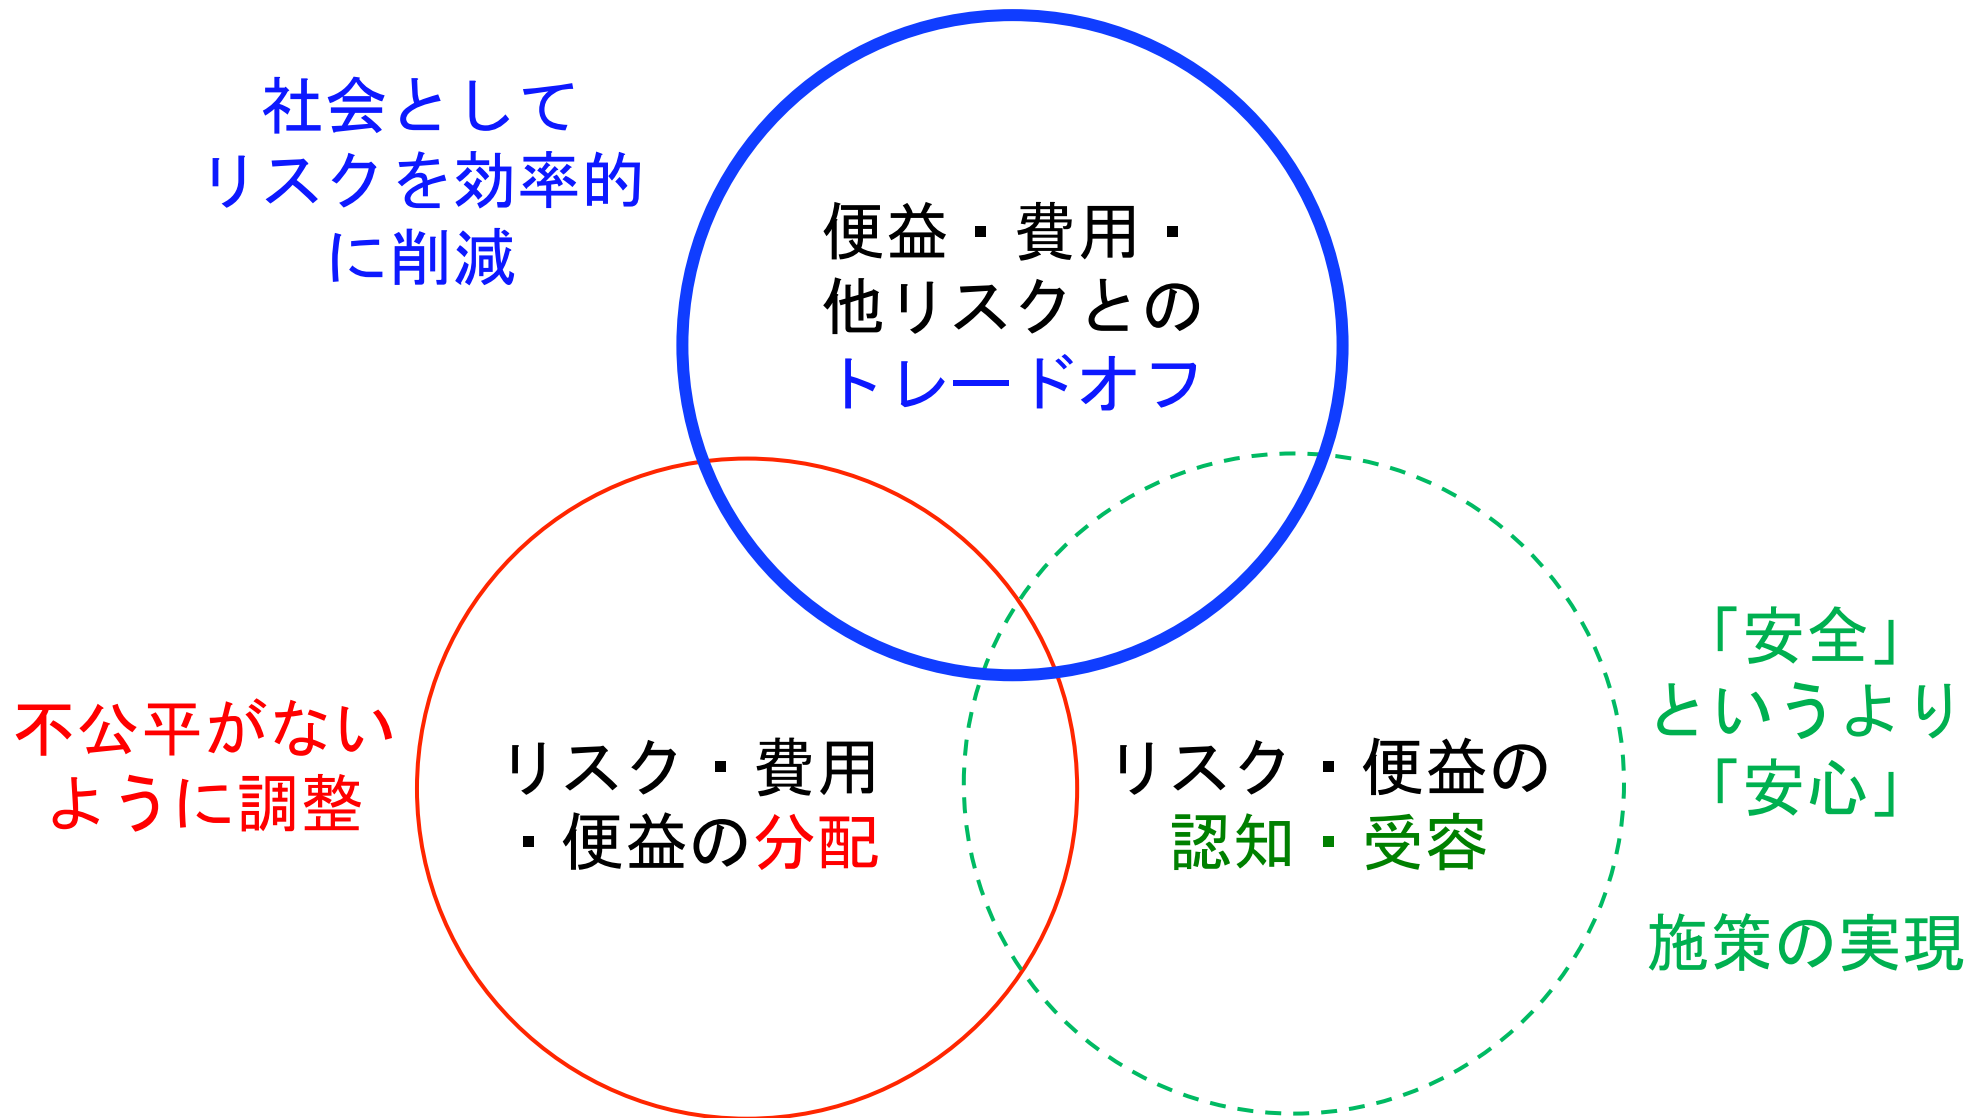 社会として
リスクを効率的
に削減
便益・費用・
他リスクとの
トレードオフ
不公平がない
ように調整
リスク・費用
・便益の分配
リスク・便益の
認知・受容
「安全」
というより
「安心」
施策の実現